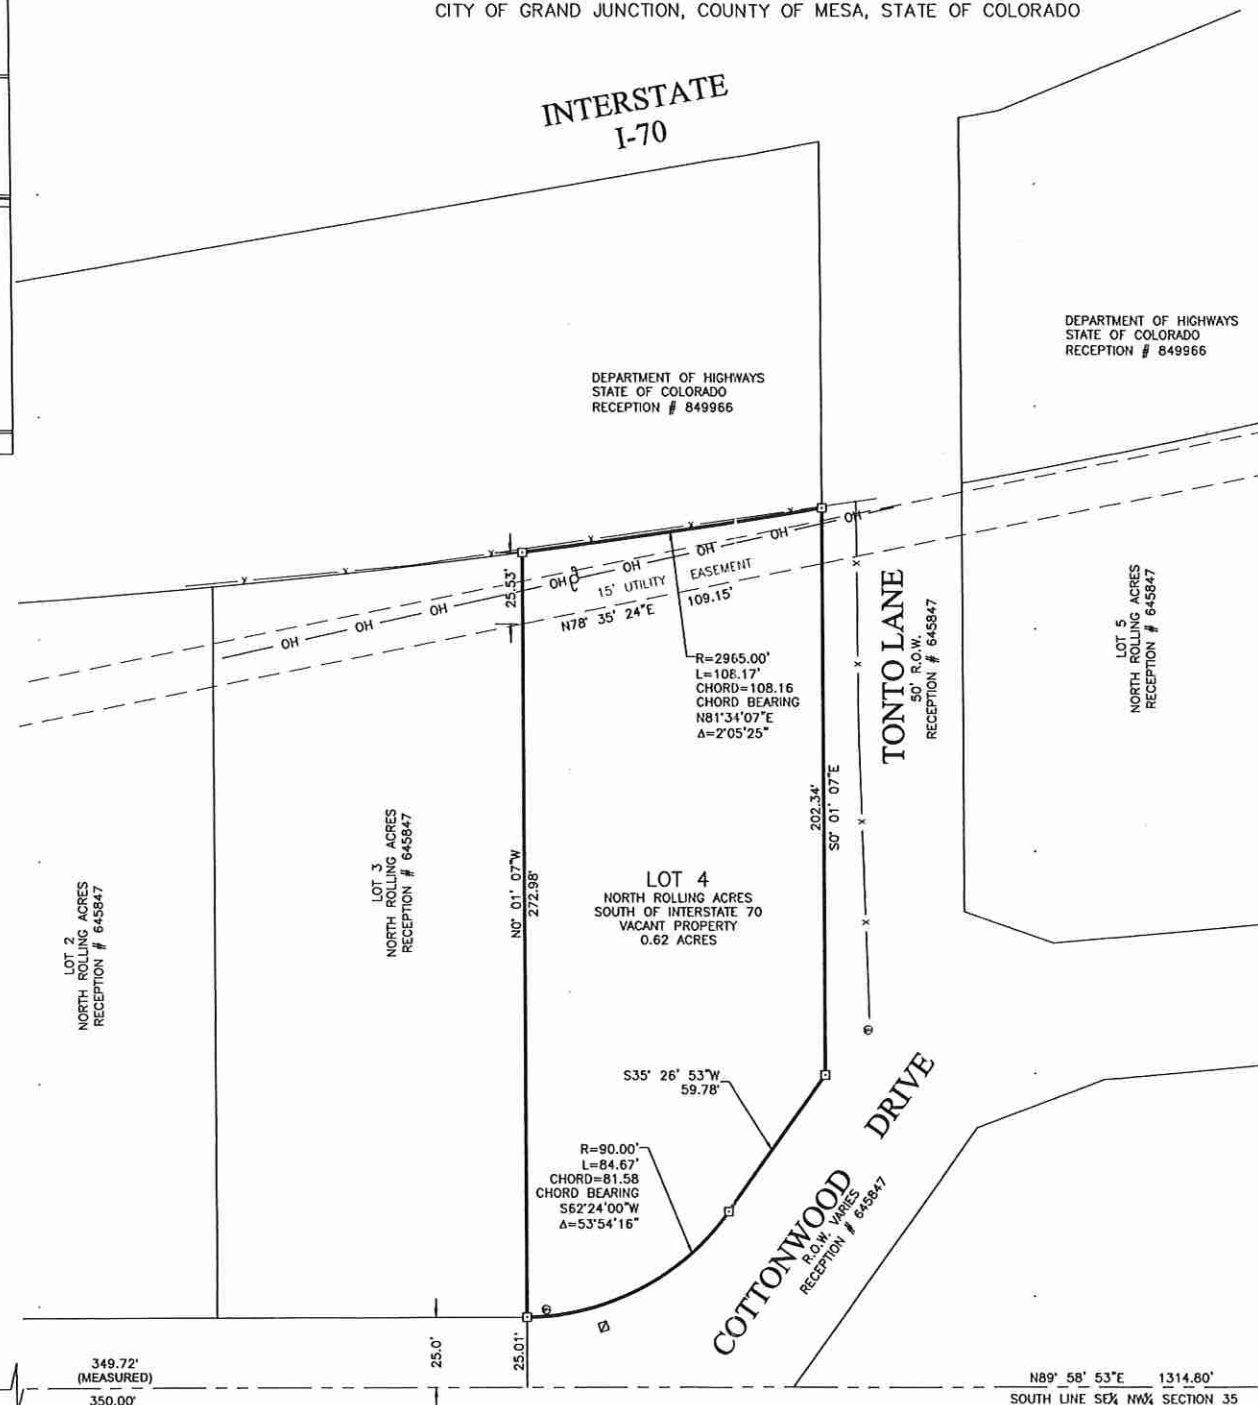 CITY OF GRAND JUNCTION, COUNTY OF MESA, STATE OF COLORADO
INTERSTATE
I-70
DEPARTMENT OF HIGHWAYS
STATE OF COLORADO
RECEPTION # 849966
DEPARTMENT OF HIGHWAYS
STATE OF COLORADO
RECEPTION # 849966
X X X X X X
OH OH OH OH OH OH OH OH
15' UTILITY EASEMENT
N78° 35' 24"E 109.15'
25.53'
R=2965.00'
L=108.17'
CHORD=108.16
CHORD BEARING
N81°34'07"E
Δ=2°05'25"
TONTO LANE
50' R.O.W.
RECEPTION # 645847
X X X X
LOT 5
NORTH ROLLING ACRES
RECEPTION # 645847
202.34'
S0° 01' 07"E
N0° 01' 07"W
272.98'
LOT 2
NORTH ROLLING ACRES
RECEPTION # 645847
LOT 3
NORTH ROLLING ACRES
RECEPTION # 645847
LOT 4
NORTH ROLLING ACRES
SOUTH OF INTERSTATE 70
VACANT PROPERTY
0.62 ACRES
S35° 26' 53"W
59.78'
R=90.00'
L=84.67'
CHORD=81.58
CHORD BEARING
S62°24'00"W
Δ=53°54'16"
COTTONWOOD DRIVE
R.O.W. VARIES
RECEPTION # 645847
25.0'
25.01'
349.72'
(MEASURED)
350.00'
N89° 58' 53"E 1314.80'
SOUTH LINE SE¼ NW¼ SECTION 35